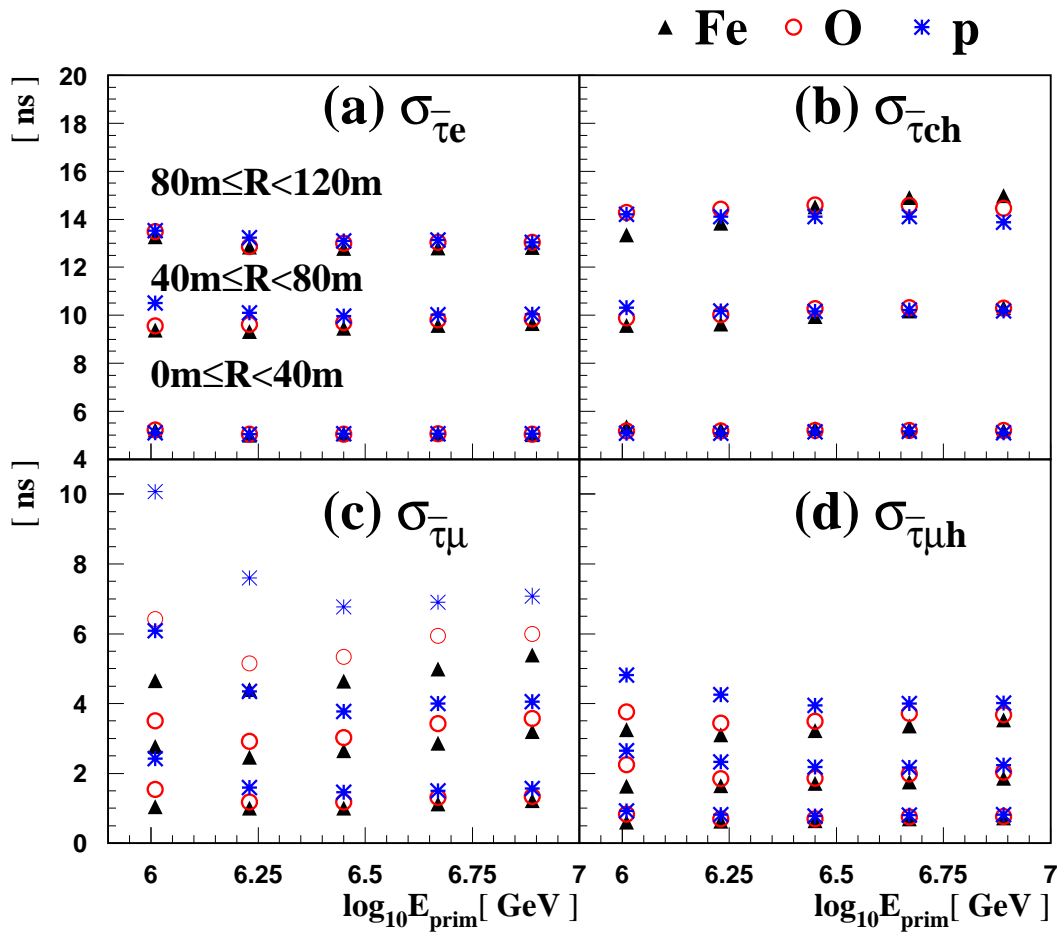 Fe O p
[ ns ]
20
18
16
14
12
10
8
6
4
(a) σ_τ̅e
(b) σ_τ̅ch
80m≤R<120m
40m≤R<80m
0m≤R<40m
[ ns ]
10
8
6
4
2
0
(c) σ_τ̅μ
(d) σ_τ̅μh
6 6.25 6.5 6.75 7
6 6.25 6.5 6.75 7
log₁₀E_prim[ GeV ]
log₁₀E_prim[ GeV ]